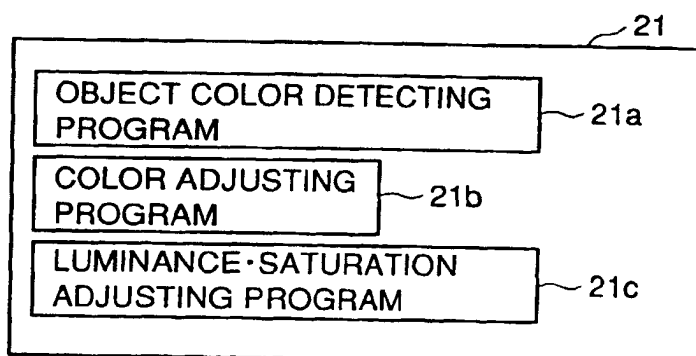 21
OBJECT COLOR DETECTING
PROGRAM
21a
COLOR ADJUSTING
PROGRAM
21b
LUMINANCE·SATURATION
ADJUSTING PROGRAM
21c